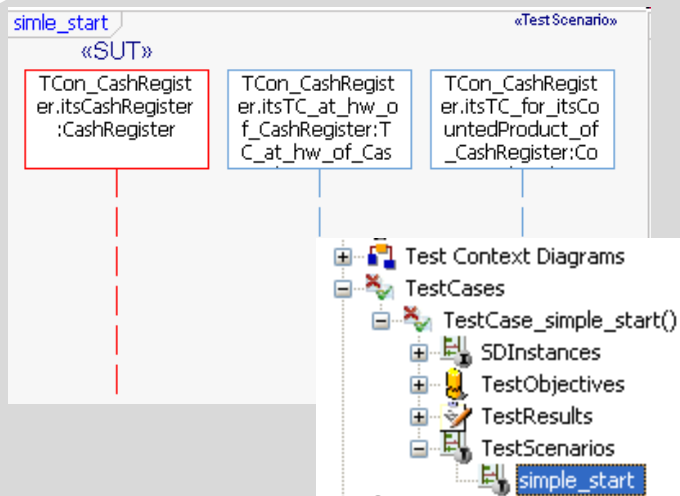 simle_start
«TestScenario»
«SUT»
TCon_CashRegist
er.itsCashRegister
:CashRegister
TCon_CashRegist
er.itsTC_at_hw_o
f_CashRegister:T
C_at_hw_of_Cas
TCon_CashRegist
er.itsTC_for_itsCo
untedProduct_of
_CashRegister:Co
Test Context Diagrams
TestCases
TestCase_simple_start()
SDInstances
TestObjectives
TestResults
TestScenarios
simple_start